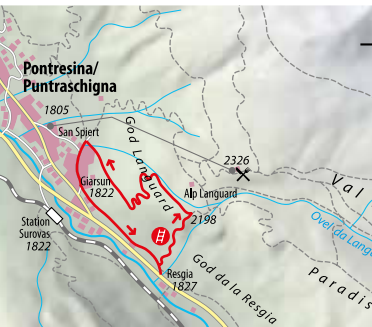 Pontresina/
Puntraschigna
1805
San Spiert
God Languard
2326
Val
Giarsun
1822
Alp Languard
2198
Ovel da Langu
Station
Surovas
1822
Resgia
1827
God da la Resgia
Paradis